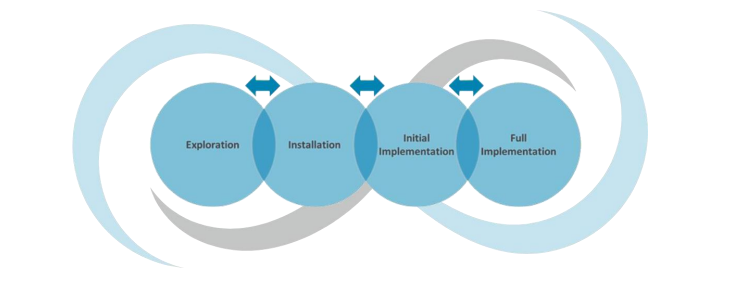 Exploration
Installation
Initial
Implementation
Full
Implementation